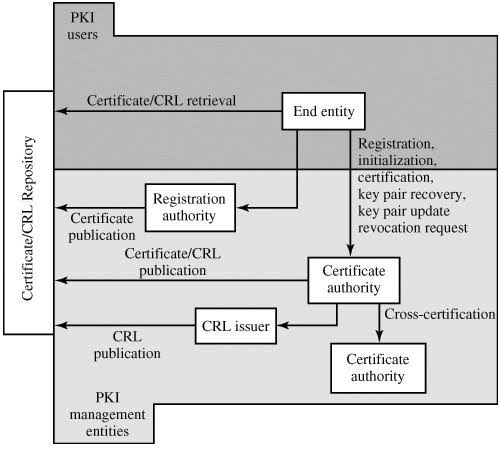 PKI
users
Certificate/CRL retrieval
End entity
Certificate/CRL Repository
Registration,
initialization,
certification,
key pair recovery,
key pair update
revocation request
Registration
authority
Certificate
publication
Certificate/CRL
publication
Certificate
authority
CRL issuer
Cross-certification
CRL
publication
Certificate
authority
PKI
management
entities